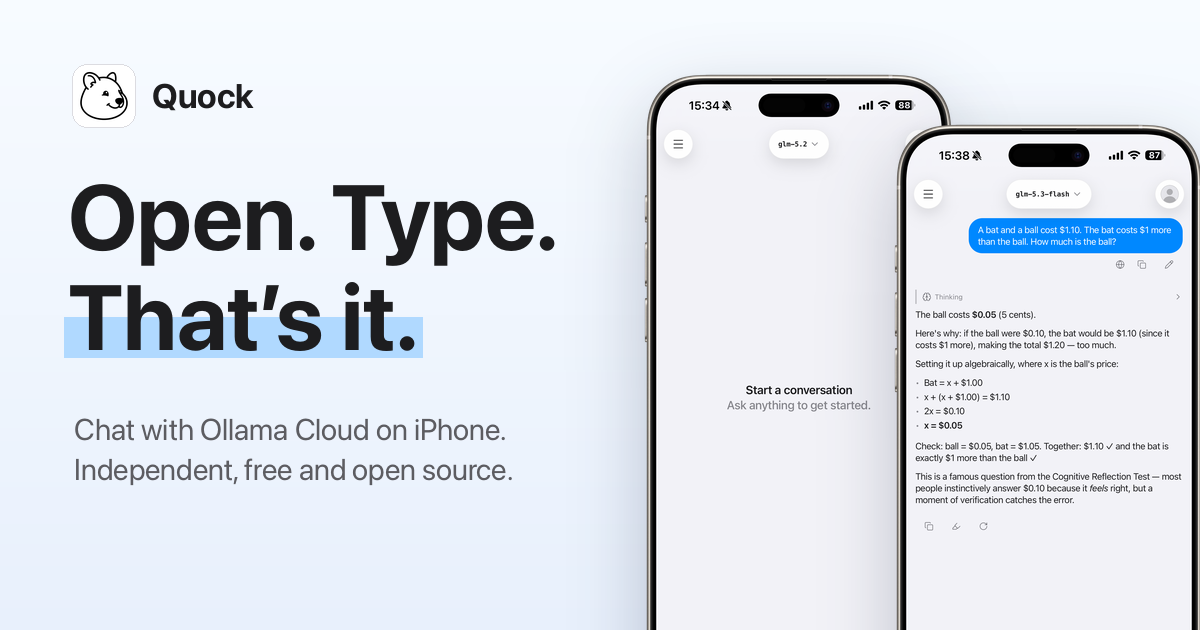 Quock
Open. Type.
That's it.
Chat with Ollama Cloud on iPhone.
Independent, free and open source.
15:34
88
glm-5.2
Start a conversation
Ask anything to get started.
15:38
87
glm-5.3-flash
A bat and a ball cost $1.10. The bat costs $1 more
than the ball. How much is the ball?
Thinking
The ball costs $0.05 (5 cents).
Here's why: if the ball were $0.10, the bat would be $1.10 (since it
costs $1 more), making the total $1.20 — too much.
Setting it up algebraically, where x is the ball's price:
· Bat = x + $1.00
· x + (x + $1.00) = $1.10
· 2x = $0.10
· x = $0.05
Check: ball = $0.05, bat = $1.05. Together: $1.10 ✓ and the bat is
exactly $1 more than the ball ✓
This is a famous question from the Cognitive Reflection Test — most
people instinctively answer $0.10 because it feels right, but a
moment of verification catches the error.